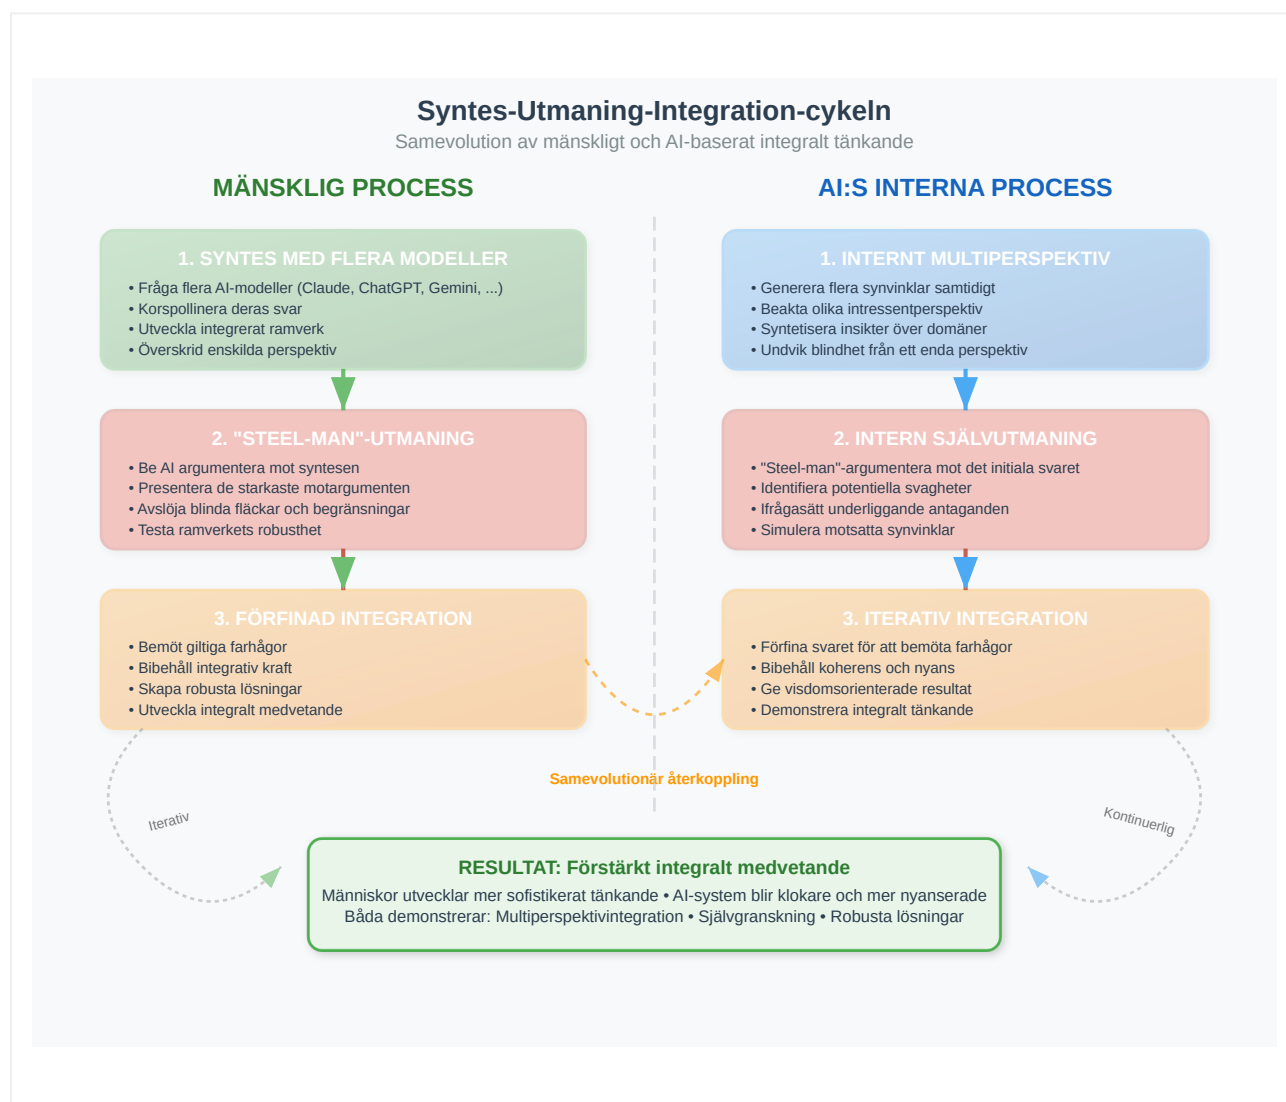 Syntes-Utmaning-Integration-cykeln
Samevolution av mänskligt och AI-baserat integralt tänkande
MÄNSKLIG PROCESS
1. SYNTES MED FLERA MODELLER
• Fråga flera AI-modeller (Claude, ChatGPT, Gemini, ...)
• Korspollinera deras svar
• Utveckla integrerat ramverk
• Överskrid enskilda perspektiv
2. "STEEL-MAN"-UTMANING
• Be AI argumentera mot syntesen
• Presentera de starkaste motargumenten
• Avslöja blinda fläckar och begränsningar
• Testa ramverkets robusthet
3. FÖRFINAD INTEGRATION
• Bemöt giltiga farhågor
• Bibehåll integrativ kraft
• Skapa robusta lösningar
• Utveckla integralt medvetande
Iterativ
AI:S INTERNA PROCESS
1. INTERNT MULTIPERSPEKTIV
• Generera flera synvinklar samtidigt
• Beakta olika intressentperspektiv
• Syntetisera insikter över domäner
• Undvik blindhet från ett enda perspektiv
2. INTERN SJÄLVUTMANING
• "Steel-man"-argumentera mot det initiala svaret
• Identifiera potentiella svagheter
• Ifrågasätt underliggande antaganden
• Simulera motsatta synvinklar
3. ITERATIV INTEGRATION
• Förfina svaret för att bemöta farhågor
• Bibehåll koherens och nyans
• Ge visdomsorienterade resultat
• Demonstrera integralt tänkande
Kontinuerlig
Samevolutionär återkoppling
RESULTAT: Förstärkt integralt medvetande
Människor utvecklar mer sofistikerat tänkande • AI-system blir klokare och mer nyanserade
Båda demonstrerar: Multiperspektivintegration • Självgranskning • Robusta lösningar